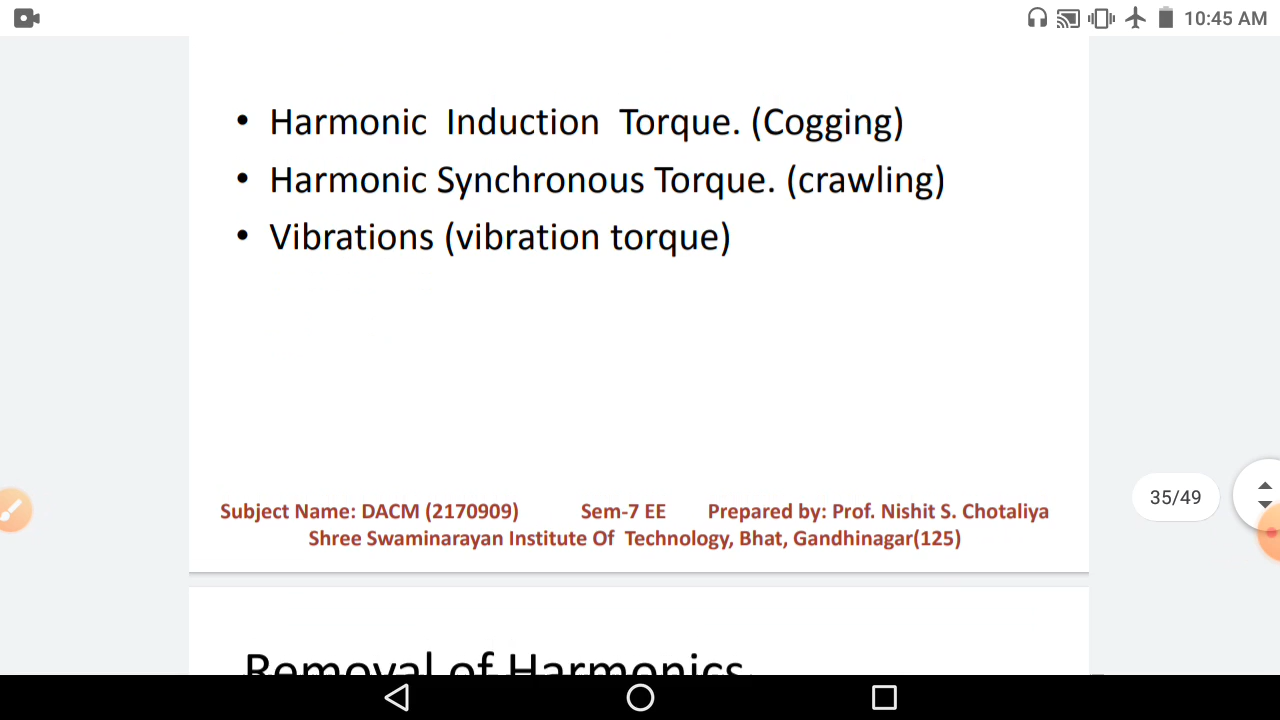 10:45 AM
• Harmonic Induction Torque. (Cogging)
• Harmonic Synchronous Torque. (crawling)
• Vibrations (vibration torque)
35/49
Subject Name: DACM (2170909) Sem-7 EE Prepared by: Prof. Nishit S. Chotaliya
Shree Swaminarayan Institute Of Technology, Bhat, Gandhinagar(125)
Removal of Harmonics